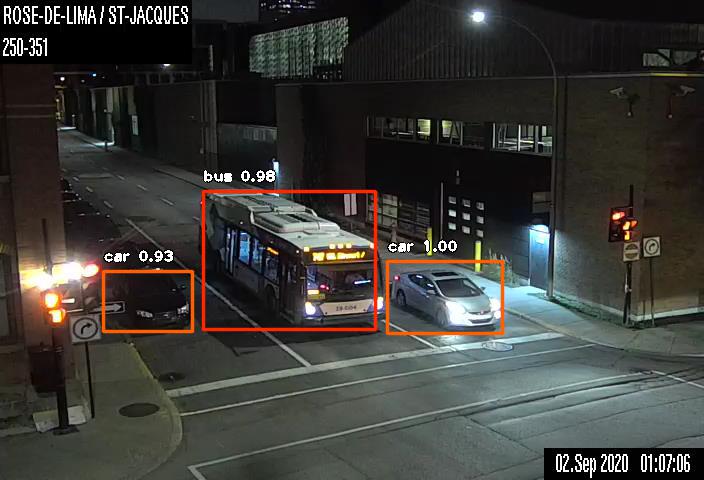 ROSE-DE-LIMA / ST-JACQUES
250-351
bus 0.98
car 1.00
car 0.93
02.Sep 2020 01:07:06